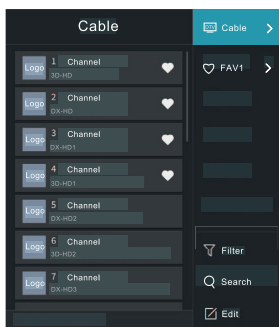 Cable
Logo 1 Channel
3D-HD
Logo 2 Channel
DX-HD
Logo 3 Channel
DX-HD1
Logo 4 Channel
3D-HD1
Logo 5 Channel
DX-HD2
Logo 6 Channel
3D-HD2
Logo 7 Channel
DX-HD3
DTV Cable
FAV1
Filter
Search
Edit